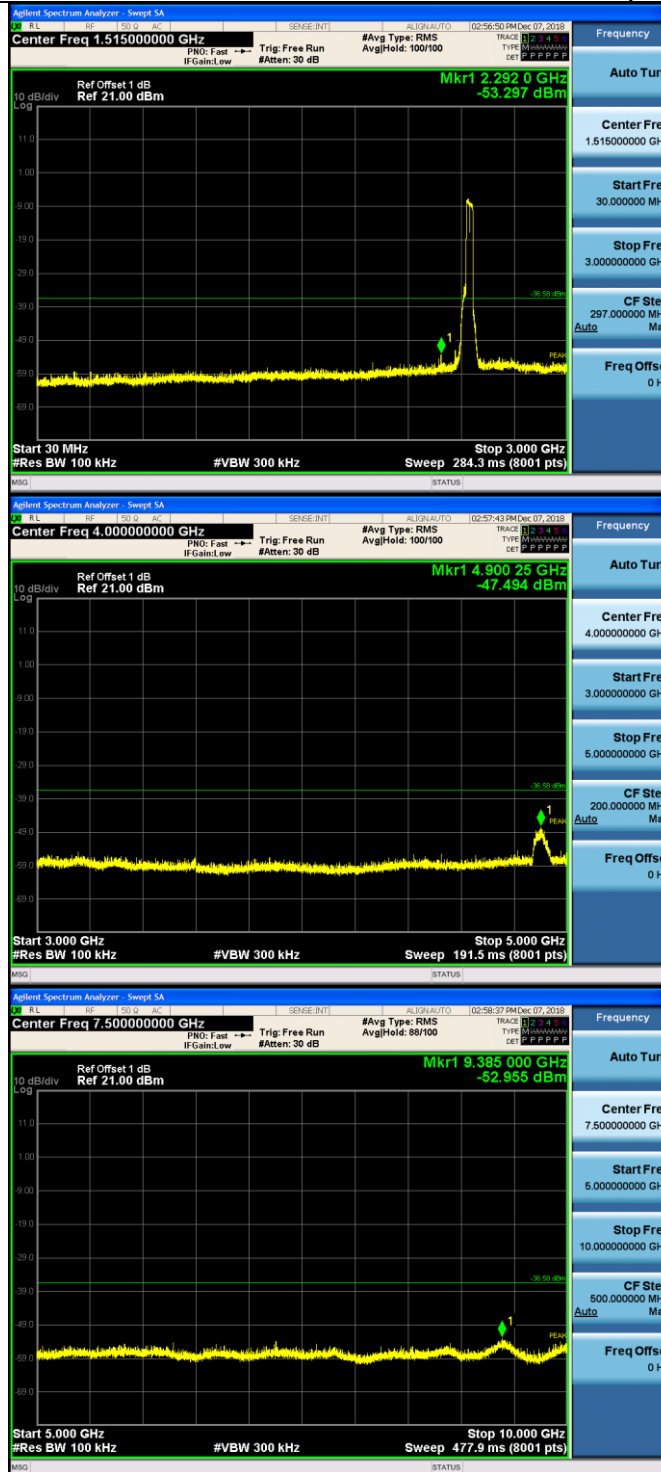 Agilent Spectrum Analyzer - Swept SA
RL RF 50 Ω AC SENSE:INT ALIGNAUTO 02:56:50 PM Dec 07, 2018
Center Freq 1.515000000 GHz #Avg Type: RMS TRACE 1 2 3 4 5 6
PNO: Fast Trig: Free Run Avg|Hold: 100/100 TYPE M
IFGain:Low #Atten: 30 dB DET P P P P P P
Mkr1 2.292 0 GHz
Ref Offset 1 dB
10 dB/div Ref 21.00 dBm -53.297 dBm
Log
11.0
1.00
-9.00
-19.0
-29.0
-36.58 dBm
-39.0
-49.0
1
PEAK
-59.0
-69.0
Start 30 MHz Stop 3.000 GHz
#Res BW 100 kHz #VBW 300 kHz Sweep 284.3 ms (8001 pts)
MSG STATUS
Frequency
Auto Tun
Center Fre
1.515000000 GH
Start Fre
30.000000 MH
Stop Fre
3.000000000 GH
CF Ste
297.000000 MH
Auto Ma
Freq Offse
0 H
Agilent Spectrum Analyzer - Swept SA
RL RF 50 Ω AC SENSE:INT ALIGNAUTO 02:57:43 PM Dec 07, 2018
Center Freq 4.000000000 GHz #Avg Type: RMS TRACE 1 2 3 4 5 6
PNO: Fast Trig: Free Run Avg|Hold: 100/100 TYPE M
IFGain:Low #Atten: 30 dB DET P P P P P P
Mkr1 4.900 25 GHz
Ref Offset 1 dB
10 dB/div Ref 21.00 dBm -47.494 dBm
Log
11.0
1.00
-9.00
-19.0
-29.0
-36.58 dBm
-39.0
1
PEAK
-49.0
-59.0
-69.0
Start 3.000 GHz Stop 5.000 GHz
#Res BW 100 kHz #VBW 300 kHz Sweep 191.5 ms (8001 pts)
MSG STATUS
Frequency
Auto Tun
Center Fre
4.000000000 GH
Start Fre
3.000000000 GH
Stop Fre
5.000000000 GH
CF Ste
200.000000 MH
Auto Ma
Freq Offse
0 H
Agilent Spectrum Analyzer - Swept SA
RL RF 50 Ω AC SENSE:INT ALIGNAUTO 02:58:37 PM Dec 07, 2018
Center Freq 7.500000000 GHz #Avg Type: RMS TRACE 1 2 3 4 5 6
PNO: Fast Trig: Free Run Avg|Hold: 88/100 TYPE M
IFGain:Low #Atten: 30 dB DET P P P P P P
Mkr1 9.385 000 GHz
Ref Offset 1 dB
10 dB/div Ref 21.00 dBm -52.955 dBm
Log
11.0
1.00
-9.00
-19.0
-29.0
-36.58 dBm
-39.0
-49.0
1
PEAK
-59.0
-69.0
Start 5.000 GHz Stop 10.000 GHz
#Res BW 100 kHz #VBW 300 kHz Sweep 477.9 ms (8001 pts)
MSG STATUS
Frequency
Auto Tun
Center Fre
7.500000000 GH
Start Fre
5.000000000 GH
Stop Fre
10.000000000 GH
CF Ste
500.000000 MH
Auto Ma
Freq Offse
0 H